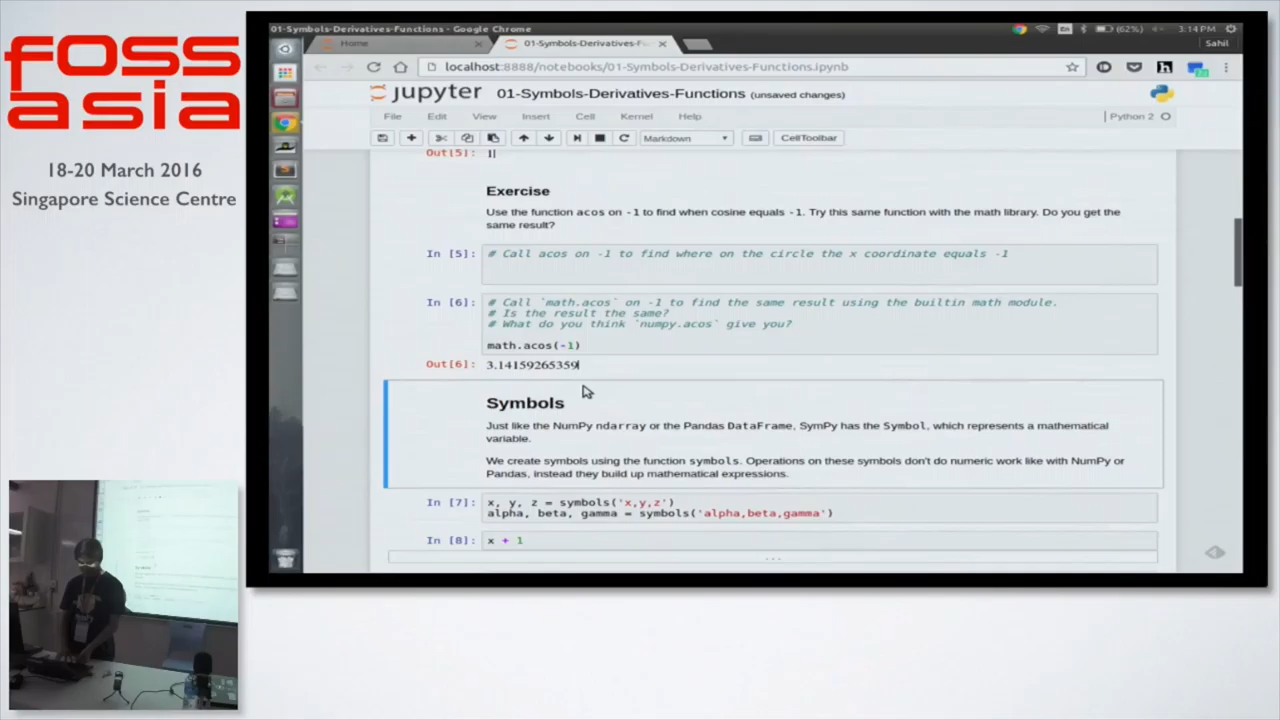 foss
asia
18-20 March 2016
Singapore Science Centre
01-Symbols-Derivatives-Functions - Google Chrome
(62%)
3:14 PM
Home
01-Symbols-Derivatives-F
Sahil
localhost:8888/notebooks/01-Symbols-Derivatives-Functions.ipynb
jupyter 01-Symbols-Derivatives-Functions (unsaved changes)
File Edit View Insert Cell Kernel Help
Python 2
Markdown
CellToolbar
Out[5]: 1
Exercise
Use the function acos on -1 to find when cosine equals -1. Try this same function with the math library. Do you get the
same result?
In [5]: # Call acos on -1 to find where on the circle the x coordinate equals -1
In [6]: # Call `math.acos` on -1 to find the same result using the builtin math module.
# Is the result the same?
# What do you think `numpy.acos` give you?
math.acos(-1)
Out[6]: 3.14159265359
Symbols
Just like the NumPy ndarray or the Pandas DataFrame, SymPy has the Symbol, which represents a mathematical
variable.
We create symbols using the function symbols. Operations on these symbols don't do numeric work like with NumPy or
Pandas, instead they build up mathematical expressions.
In [7]: x, y, z = symbols('x,y,z')
alpha, beta, gamma = symbols('alpha,beta,gamma')
In [8]: x + 1